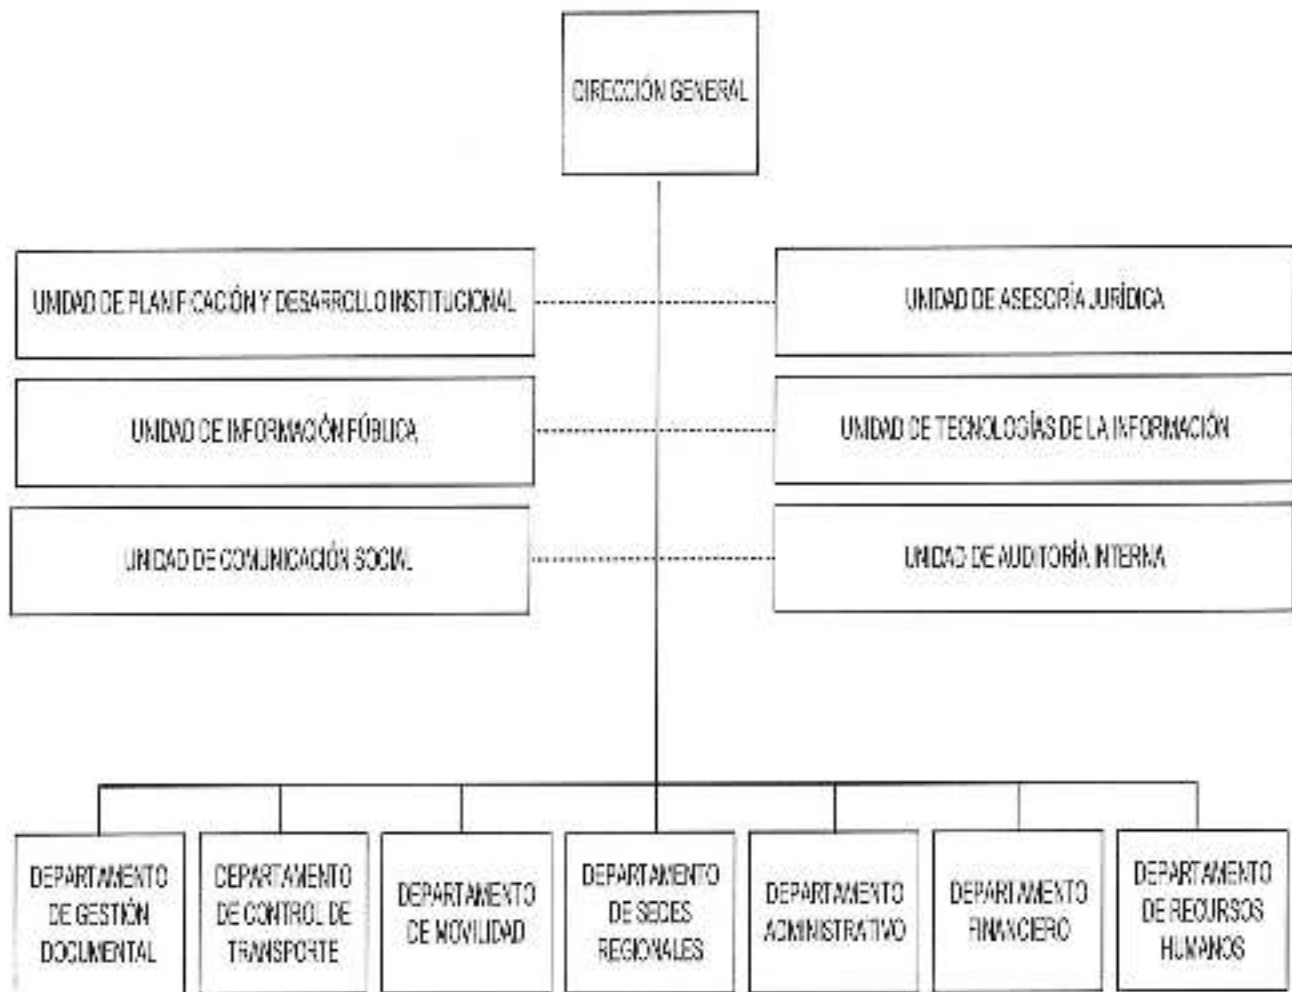 DIRECCIÓN GENERAL
UNIDAD DE PLANIFICACIÓN Y DESARROLLO INSTITUCIONAL
UNIDAD DE ASESORÍA JURÍDICA
UNIDAD DE INFORMACIÓN PÚBLICA
UNIDAD DE TECNOLOGÍAS DE LA INFORMACIÓN
UNIDAD DE COMUNICACIÓN SOCIAL
UNIDAD DE AUDITORÍA INTERNA
DEPARTAMENTO
DE GESTIÓN
DOCUMENTAL
DEPARTAMENTO
DE CONTROL DE
TRANSPORTE
DEPARTAMENTO
DE MOVILIDAD
DEPARTAMENTO
DE SEDES
REGIONALES
DEPARTAMENTO
ADMINISTRATIVO
DEPARTAMENTO
FINANCIERO
DEPARTAMENTO
DE RECURSOS
HUMANOS